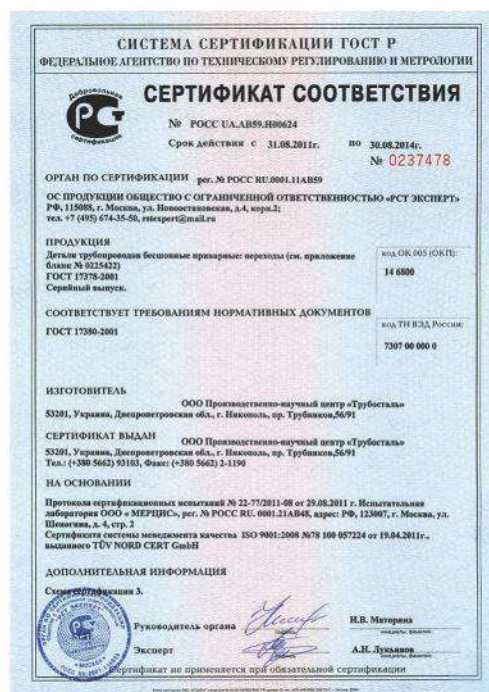 СИСТЕМА СЕРТИФИКАЦИИ ГОСТ Р
ФЕДЕРАЛЬНОЕ АГЕНТСТВО ПО ТЕХНИЧЕСКОМУ РЕГУЛИРОВАНИЮ И МЕТРОЛОГИИ
Добровольная
сертификация
СЕРТИФИКАТ СООТВЕТСТВИЯ
№ РОСС UA.АВ59.Н00624
Срок действия с 31.08.2011г. по 30.08.2014г.
№ 0237478
ОРГАН ПО СЕРТИФИКАЦИИ рег. № РОСС RU.0001.11АВ59
ОС ПРОДУКЦИИ ОБЩЕСТВО С ОГРАНИЧЕННОЙ ОТВЕТСТВЕННОСТЬЮ «РСТ ЭКСПЕРТ»
РФ, 115088, г. Москва, ул. Новоостаповская, д.4, корп.2;
тел. +7 (495) 674-35-50, rstexpert@mail.ru
ПРОДУКЦИЯ
Детали трубопроводов бесшовные приварные: переходы (см. приложение
бланк № 0225422)
ГОСТ 17378-2001
Серийный выпуск.
код ОК 005 (ОКП):
14 6800
СООТВЕТСТВУЕТ ТРЕБОВАНИЯМ НОРМАТИВНЫХ ДОКУМЕНТОВ
ГОСТ 17380-2001
код ТН ВЭД России:
7307 00 000 0
ИЗГОТОВИТЕЛЬ
ООО Производственно-научный центр «Трубосталь»
53201, Украина, Днепропетровская обл., г. Никополь, пр. Трубников,56/91
СЕРТИФИКАТ ВЫДАН
ООО Производственно-научный центр «Трубосталь»
53201, Украина, Днепропетровская обл., г. Никополь, пр. Трубников,56/91
Тел.: (+380 5662) 93103, Факс: (+380 5662) 2-1190
НА ОСНОВАНИИ
Протокола сертификационных испытаний № 22-77/2011-08 от 29.08.2011 г. Испытательная
лаборатория ООО « МЕРЦИС», рег. № РОСС RU. 0001.21АВ48, адрес: РФ, 123007, г. Москва, ул.
Шеногина, д. 4, стр. 2
Сертификата системы менеджмента качества ISO 9001:2008 №78 100 057224 от 19.04.2011г.,
выданного TÜV NORD CERT GmbH
ДОПОЛНИТЕЛЬНАЯ ИНФОРМАЦИЯ
Схема сертификации 3.
Руководитель органа
Н.В. Маторина
Эксперт
А.Н. Лукьянов
Сертификат не применяется при обязательной сертификации